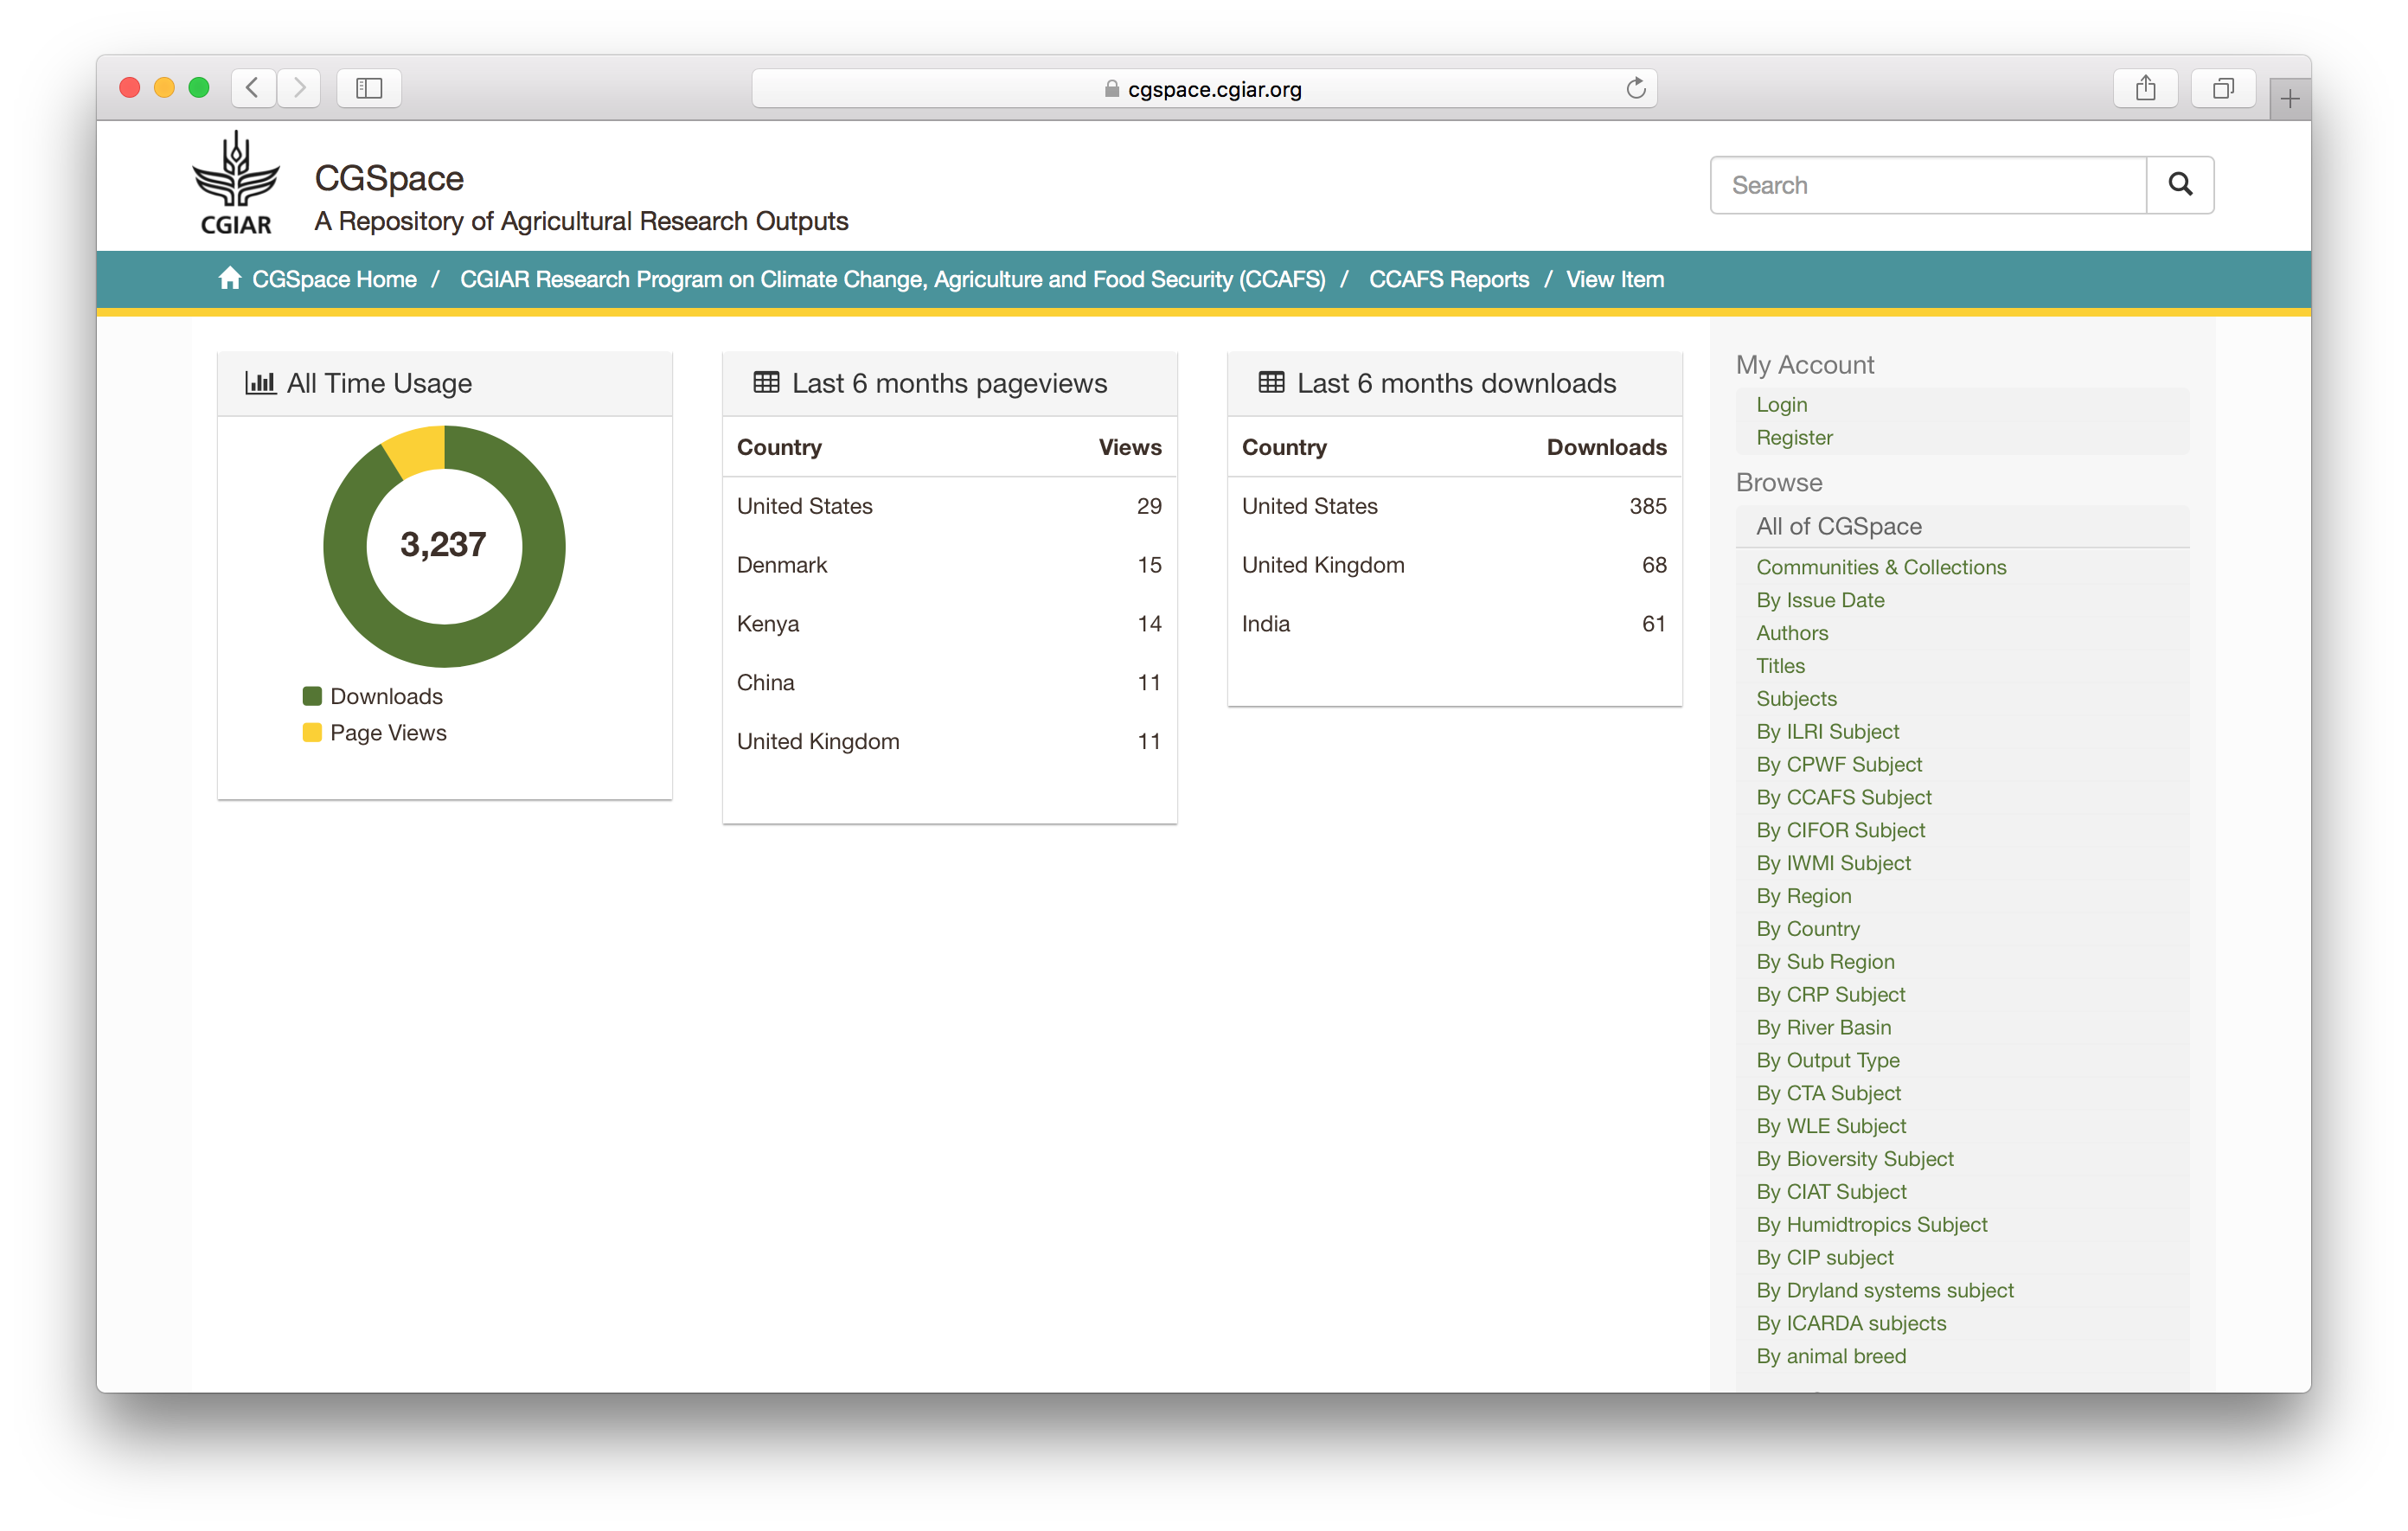 cgspace.cgiar.org
CGIAR
CGSpace
A Repository of Agricultural Research Outputs
Search
CGSpace Home / CGIAR Research Program on Climate Change, Agriculture and Food Security (CCAFS) / CCAFS Reports / View Item
All Time Usage
3,237
Downloads
Page Views
Last 6 months pageviews
Country Views
United States 29
Denmark 15
Kenya 14
China 11
United Kingdom 11
Last 6 months downloads
Country Downloads
United States 385
United Kingdom 68
India 61
My Account
Login
Register
Browse
All of CGSpace
Communities & Collections
By Issue Date
Authors
Titles
Subjects
By ILRI Subject
By CPWF Subject
By CCAFS Subject
By CIFOR Subject
By IWMI Subject
By Region
By Country
By Sub Region
By CRP Subject
By River Basin
By Output Type
By CTA Subject
By WLE Subject
By Bioversity Subject
By CIAT Subject
By Humidtropics Subject
By CIP subject
By Dryland systems subject
By ICARDA subjects
By animal breed